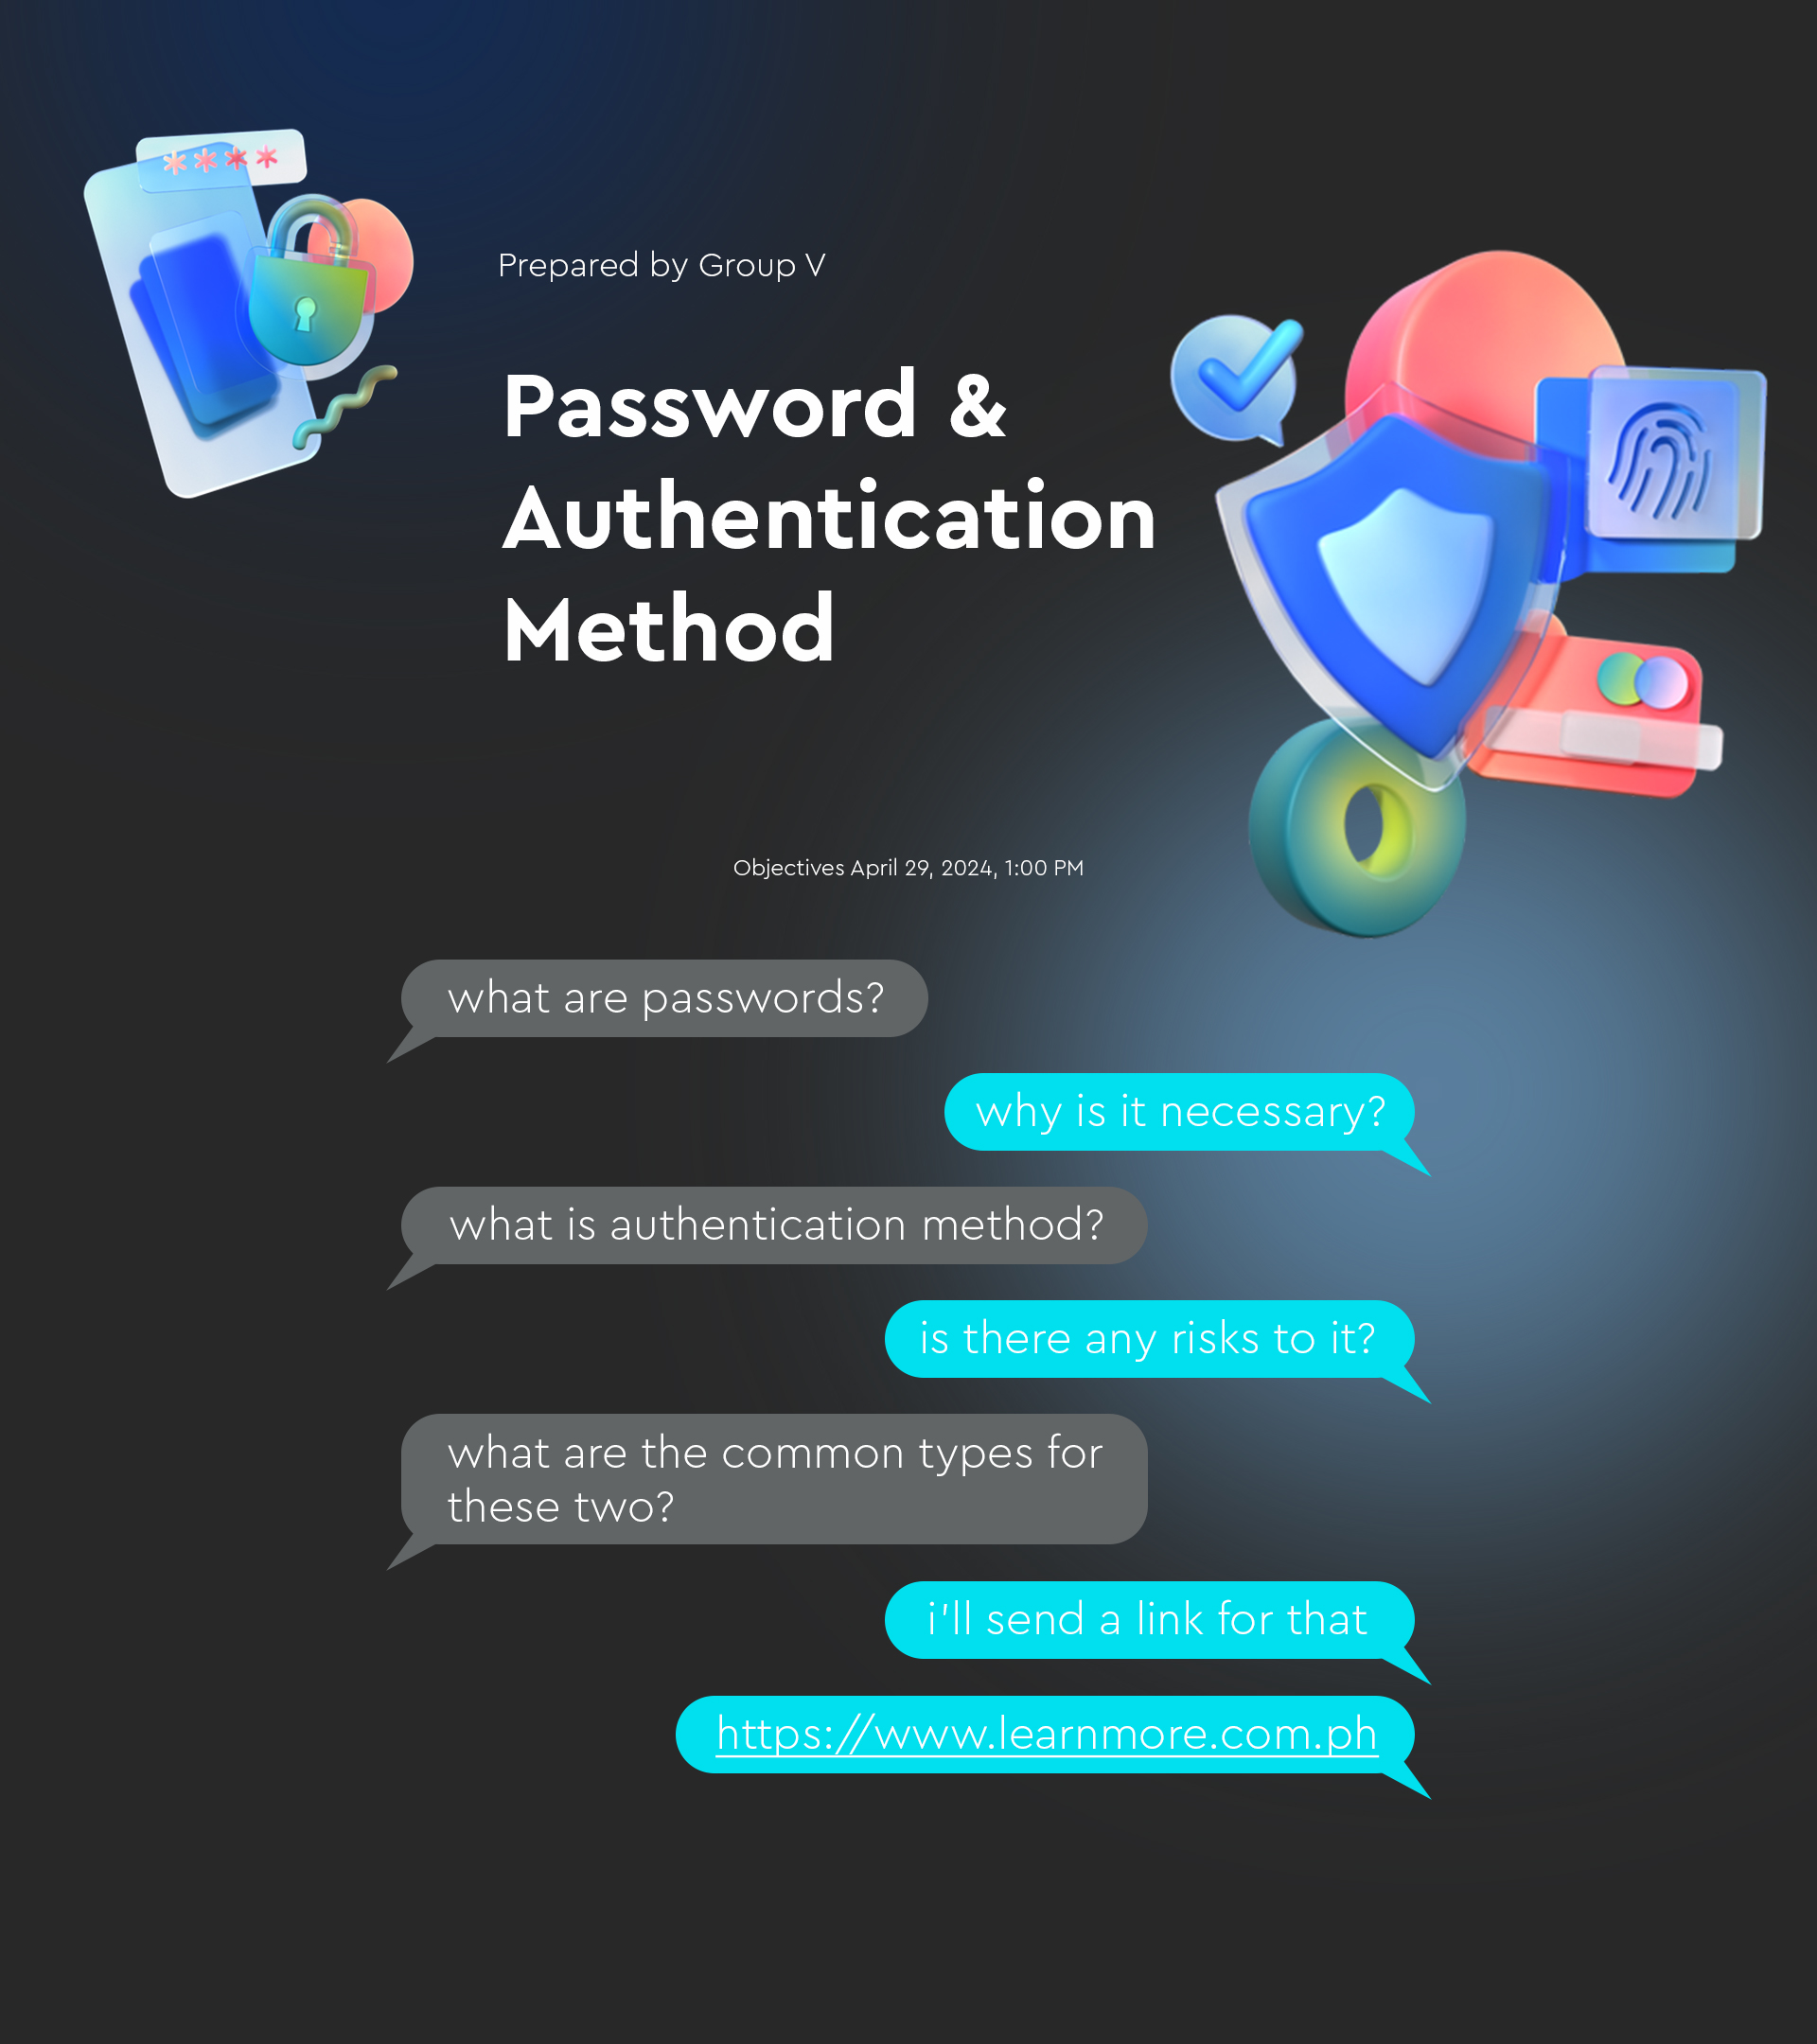 * * * *
Prepared by Group V
Password &
Authentication
Method
Objectives April 29, 2024, 1:00 PM
what are passwords?
why is it necessary?
what is authentication method?
is there any risks to it?
what are the common types for
these two?
i'll send a link for that
https://www.learnmore.com.ph